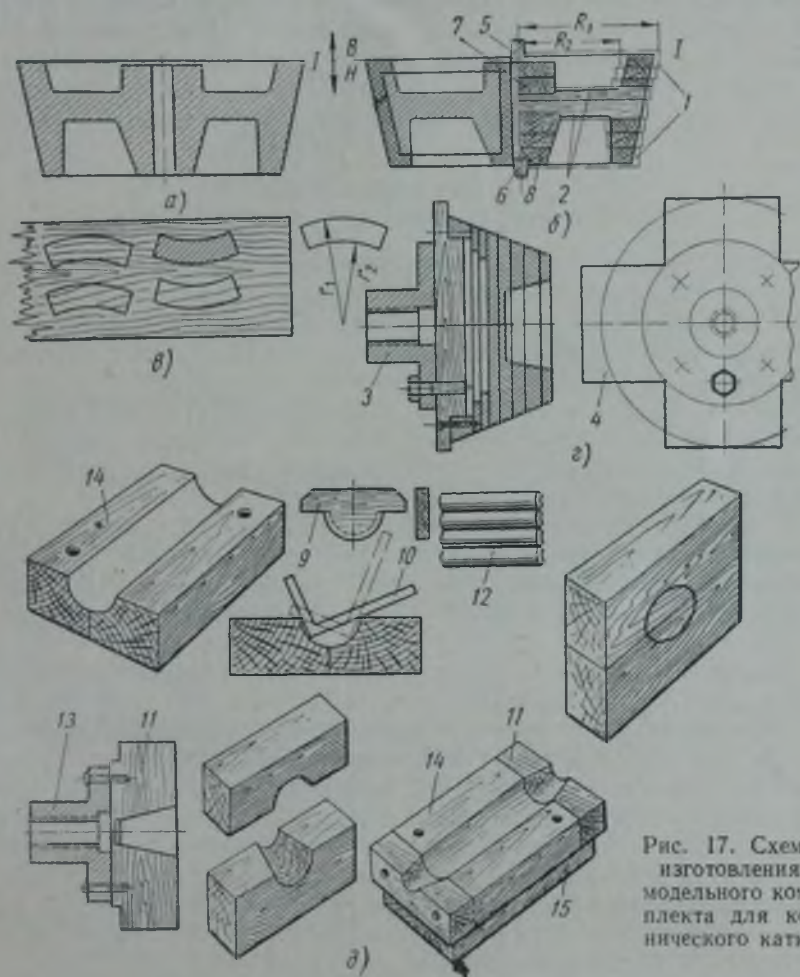 7 5 R₁
R₂
I В Н I
1
а) 6 8 2 б)
в) r₁ r₂ 3 4 г)
14
9 10 12
13 11 14 11
15
д)
Рис. 17. Схем
изготовления
модельного ком
плекта для ко
нического катк